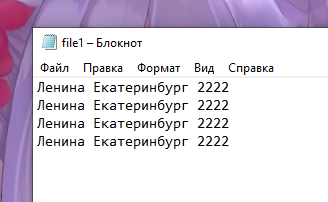 file1 – Блокнот
Файл Правка Формат Вид Справка
Ленина Екатеринбург 2222
Ленина Екатеринбург 2222
Ленина Екатеринбург 2222
Ленина Екатеринбург 2222